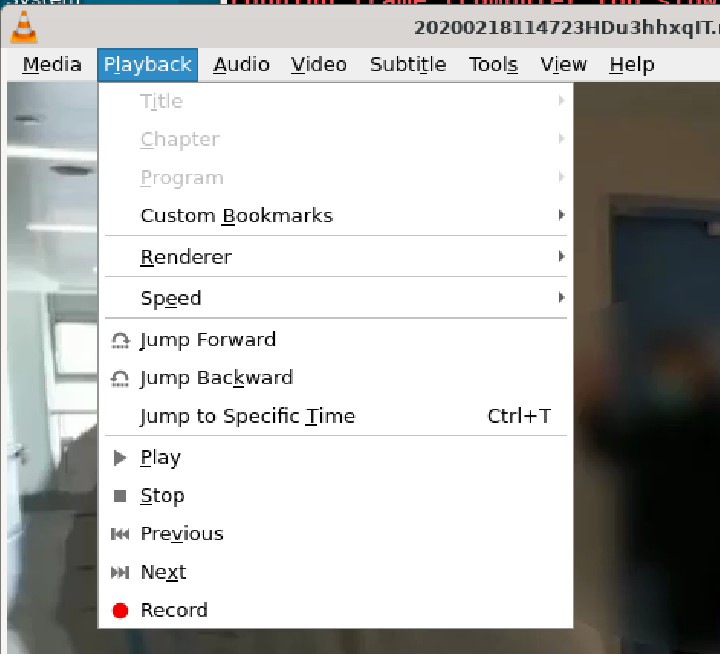 20200218114723HDu3hhxqIT.
Media Playback Audio Video Subtitle Tools View Help
Title
Chapter
Program
Custom Bookmarks
Renderer
Speed
Jump Forward
Jump Backward
Jump to Specific Time Ctrl+T
Play
Stop
Previous
Next
Record